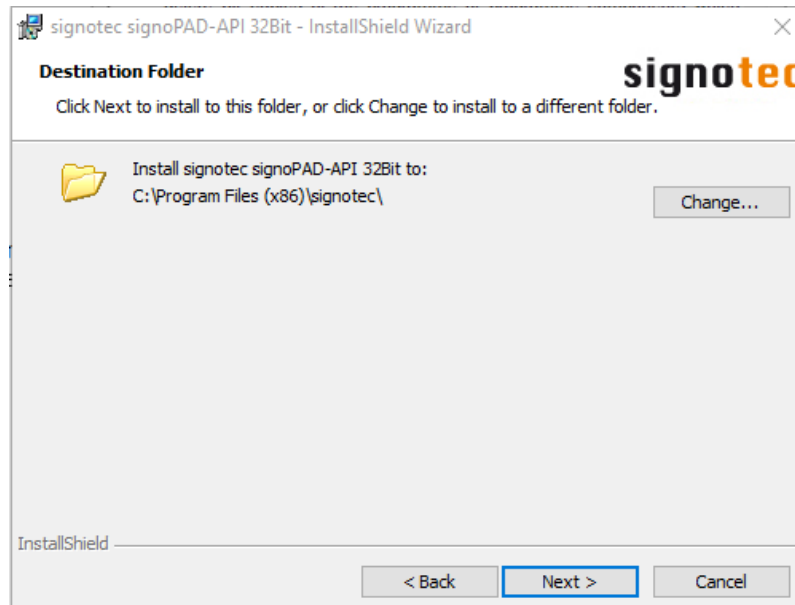 signotec signoPAD-API 32Bit - InstallShield Wizard
Destination Folder
signotec
Click Next to install to this folder, or click Change to install to a different folder.
Install signotec signoPAD-API 32Bit to:
C:\Program Files (x86)\signotec\
Change...
InstallShield
< Back
Next >
Cancel